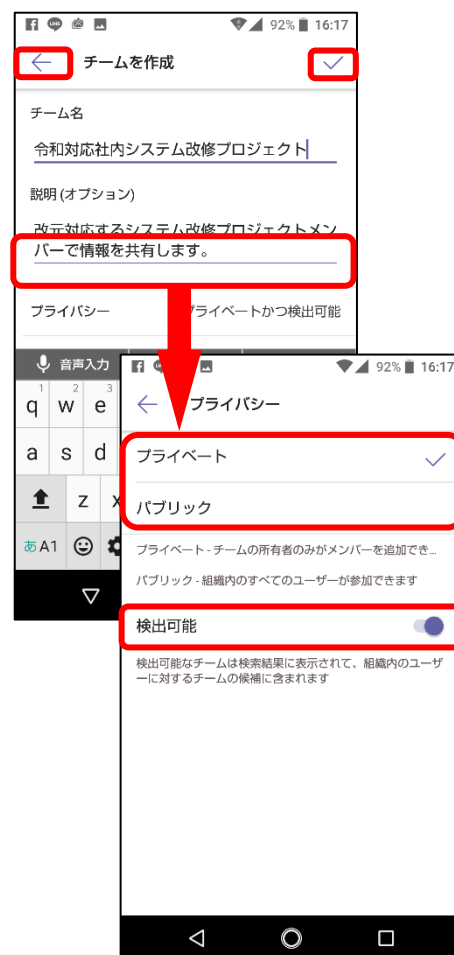 92% 16:17
チームを作成
チーム名
令和対応社内システム改修プロジェクト
説明 (オプション)
改元対応するシステム改修プロジェクトメン
バーで情報を共有します。
プライバシー プライベートかつ検出可能
音声入力
1 2 3
q w e
a s d
z x
あA1
92% 16:17
プライバシー
プライベート
パブリック
プライベート - チームの所有者のみがメンバーを追加でき...
パブリック - 組織内のすべてのユーザーが参加できます
検出可能
検出可能なチームは検索結果に表示されて、組織内のユーザ
ーに対するチームの候補に含まれます